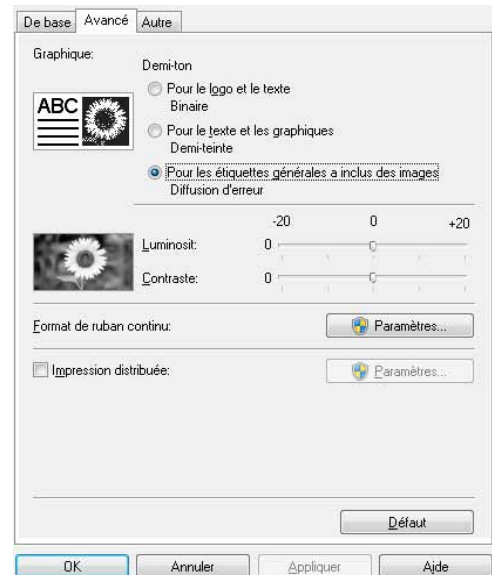 De base Avancé Autre
Graphique:
Demi-ton
ABC
Pour le logo et le texte
Binaire
Pour le texte et les graphiques
Demi-teinte
Pour les étiquettes générales a inclus des images
Diffusion d'erreur
-20 0 +20
Luminosit: 0
Contraste: 0
Format de ruban continu: Paramètres...
Impression distribuée: Paramètres...
Défaut
OK Annuler Appliquer Aide